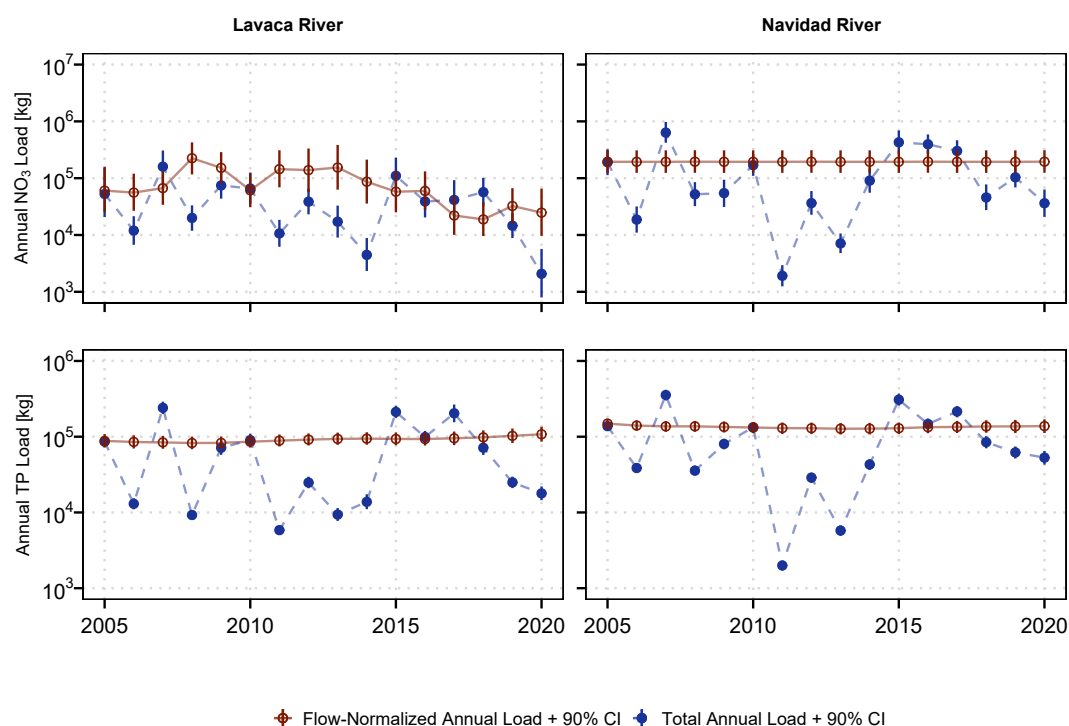 Lavaca River
Navidad River
Annual NO₃ Load [kg]
10⁷
10⁶
10⁵
10⁴
10³
Annual TP Load [kg]
10⁶
10⁵
10⁴
10³
2005 2010 2015 2020
2005 2010 2015 2020
Flow-Normalized Annual Load + 90% CI Total Annual Load + 90% CI